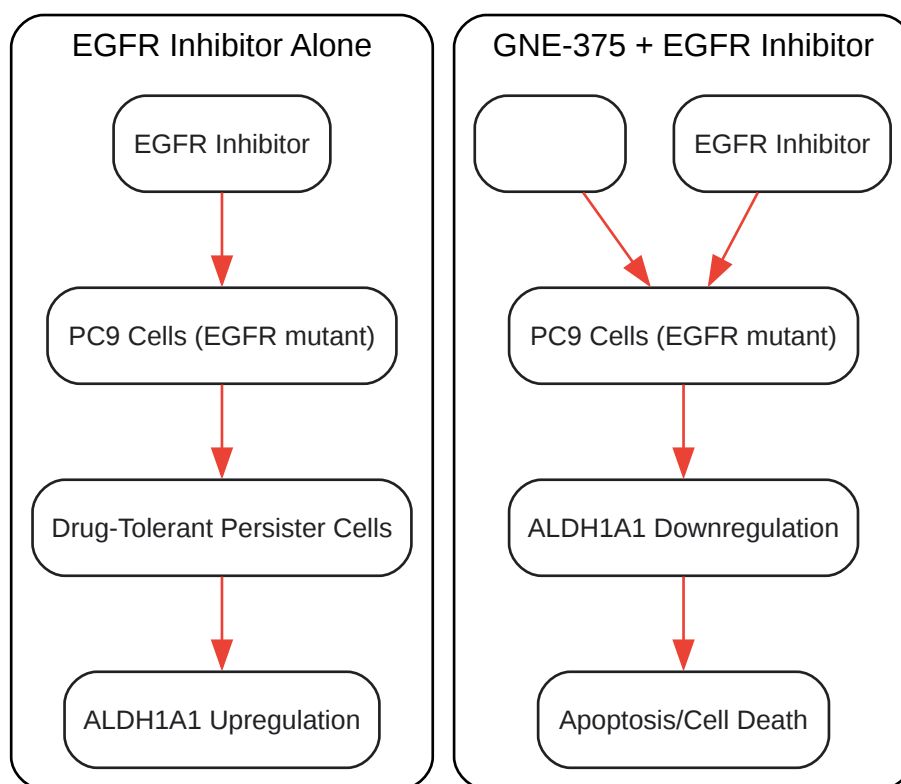 EGFR Inhibitor Alone
EGFR Inhibitor
PC9 Cells (EGFR mutant)
Drug-Tolerant Persister Cells
ALDH1A1 Upregulation
GNE-375 + EGFR Inhibitor
EGFR Inhibitor
PC9 Cells (EGFR mutant)
ALDH1A1 Downregulation
Apoptosis/Cell Death